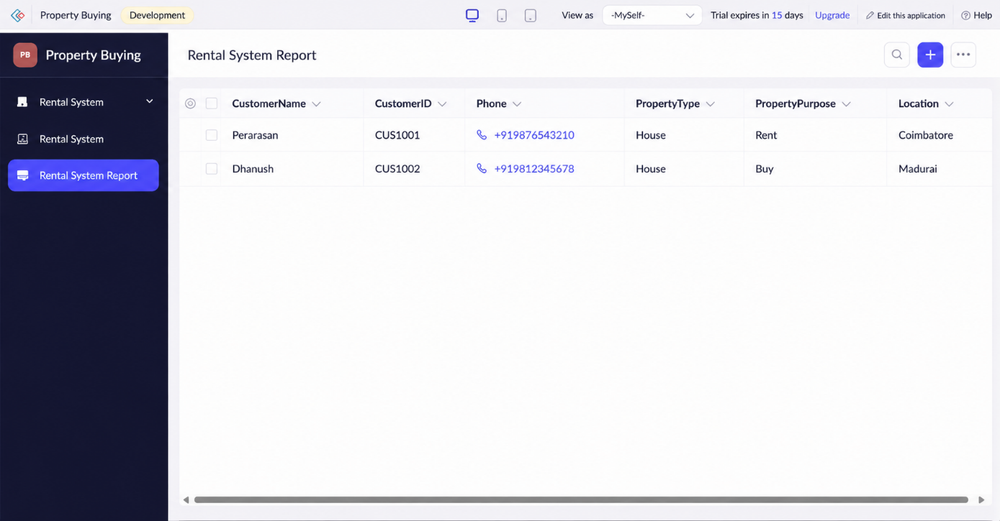 Property Buying Development View as -MySelf- Trial expires in 15 days Upgrade Edit this application Help
PB Property Buying
Rental System
Rental System
Rental System Report
Rental System Report
CustomerName CustomerID Phone PropertyType PropertyPurpose Location
Perarasan CUS1001 +919876543210 House Rent Coimbatore
Dhanush CUS1002 +919812345678 House Buy Madurai